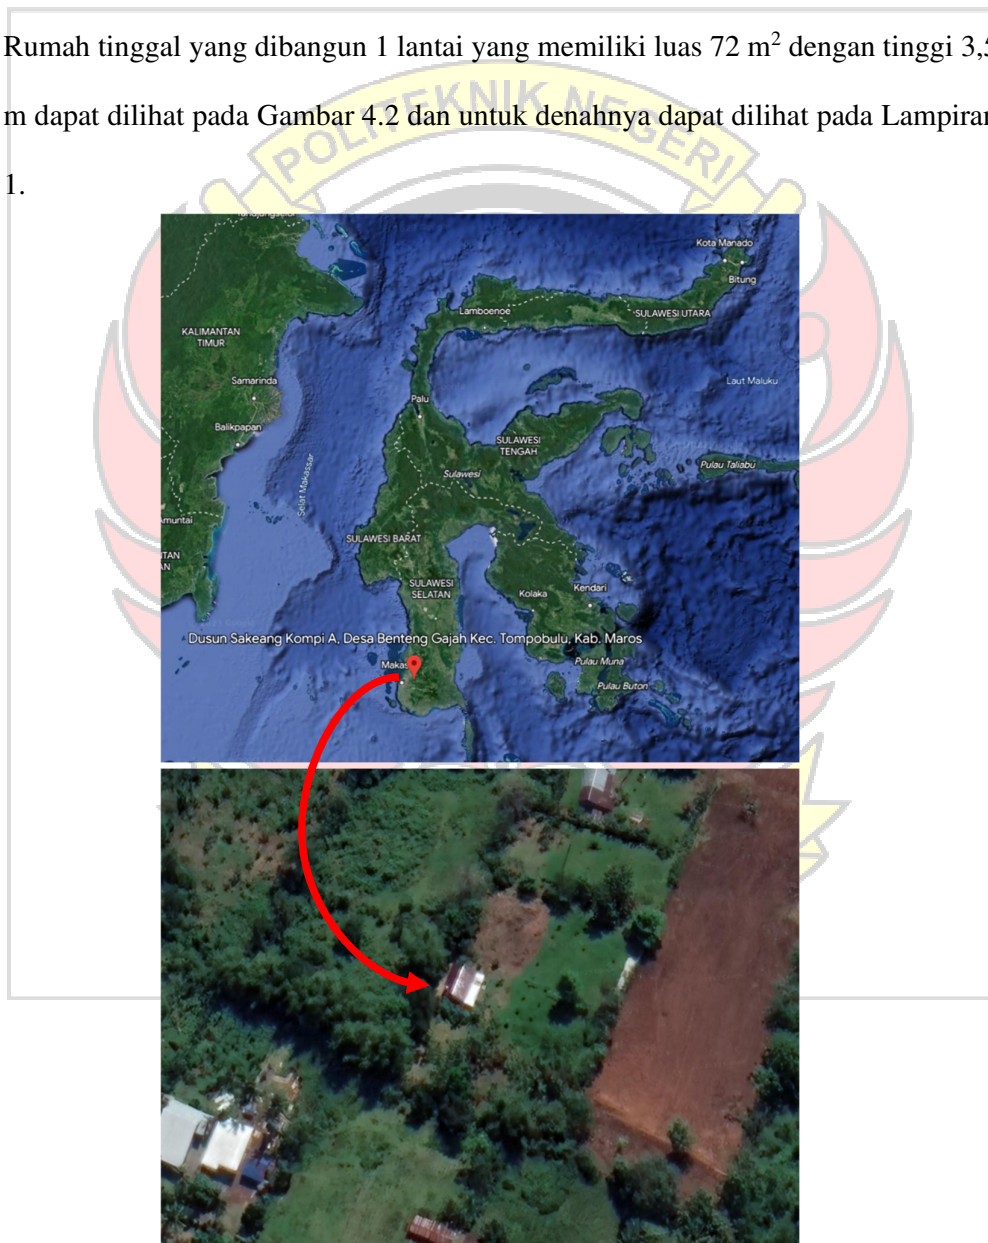 Rumah tinggal yang dibangun 1 lantai yang memiliki luas 72 m² dengan tinggi 3,5
m dapat dilihat pada Gambar 4.2 dan untuk denahnya dapat dilihat pada Lampiran
1.
POLITEKNIK NEGERI
Kota Manado
Bitung
Lamboenoe
SULAWESI UTARA
KALIMANTAN
TIMUR
Samarinda
Laut Maluku
Palu
Balikpapan
SULAWESI
TENGAH
Pulau Taliabu
Sulawesi
Selat Makassar
Amuntai
SULAWESI BARAT
SULAWESI
SELATAN
Kendari
Kolaka
Dusun Sakeang Kompi A, Desa Benteng Gajah Kec. Tompobulu, Kab. Maros
Makas
Pulau Muna
Pulau Buton